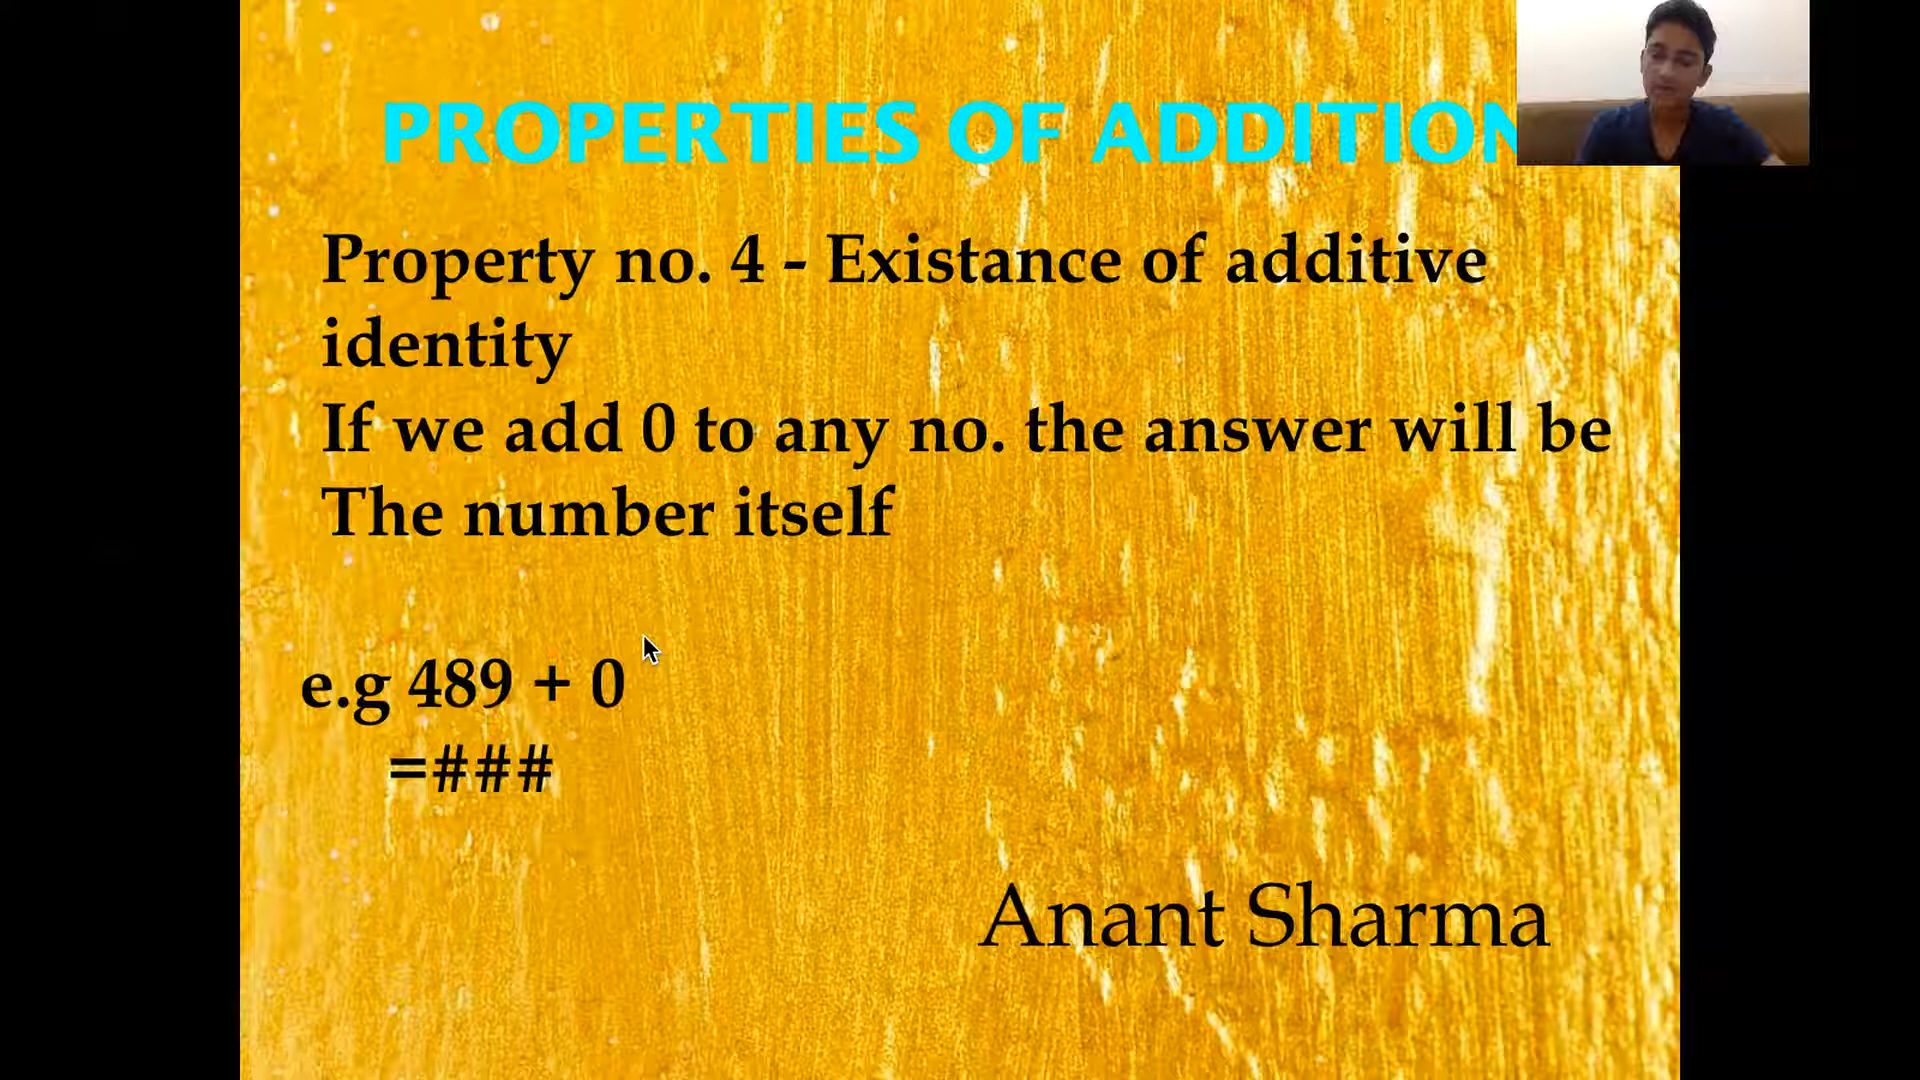 PROPERTIES OF ADDITION
Property no. 4 - Existance of additive
identity
If we add 0 to any no. the answer will be
The number itself
e.g 489 + 0
=###
Anant Sharma